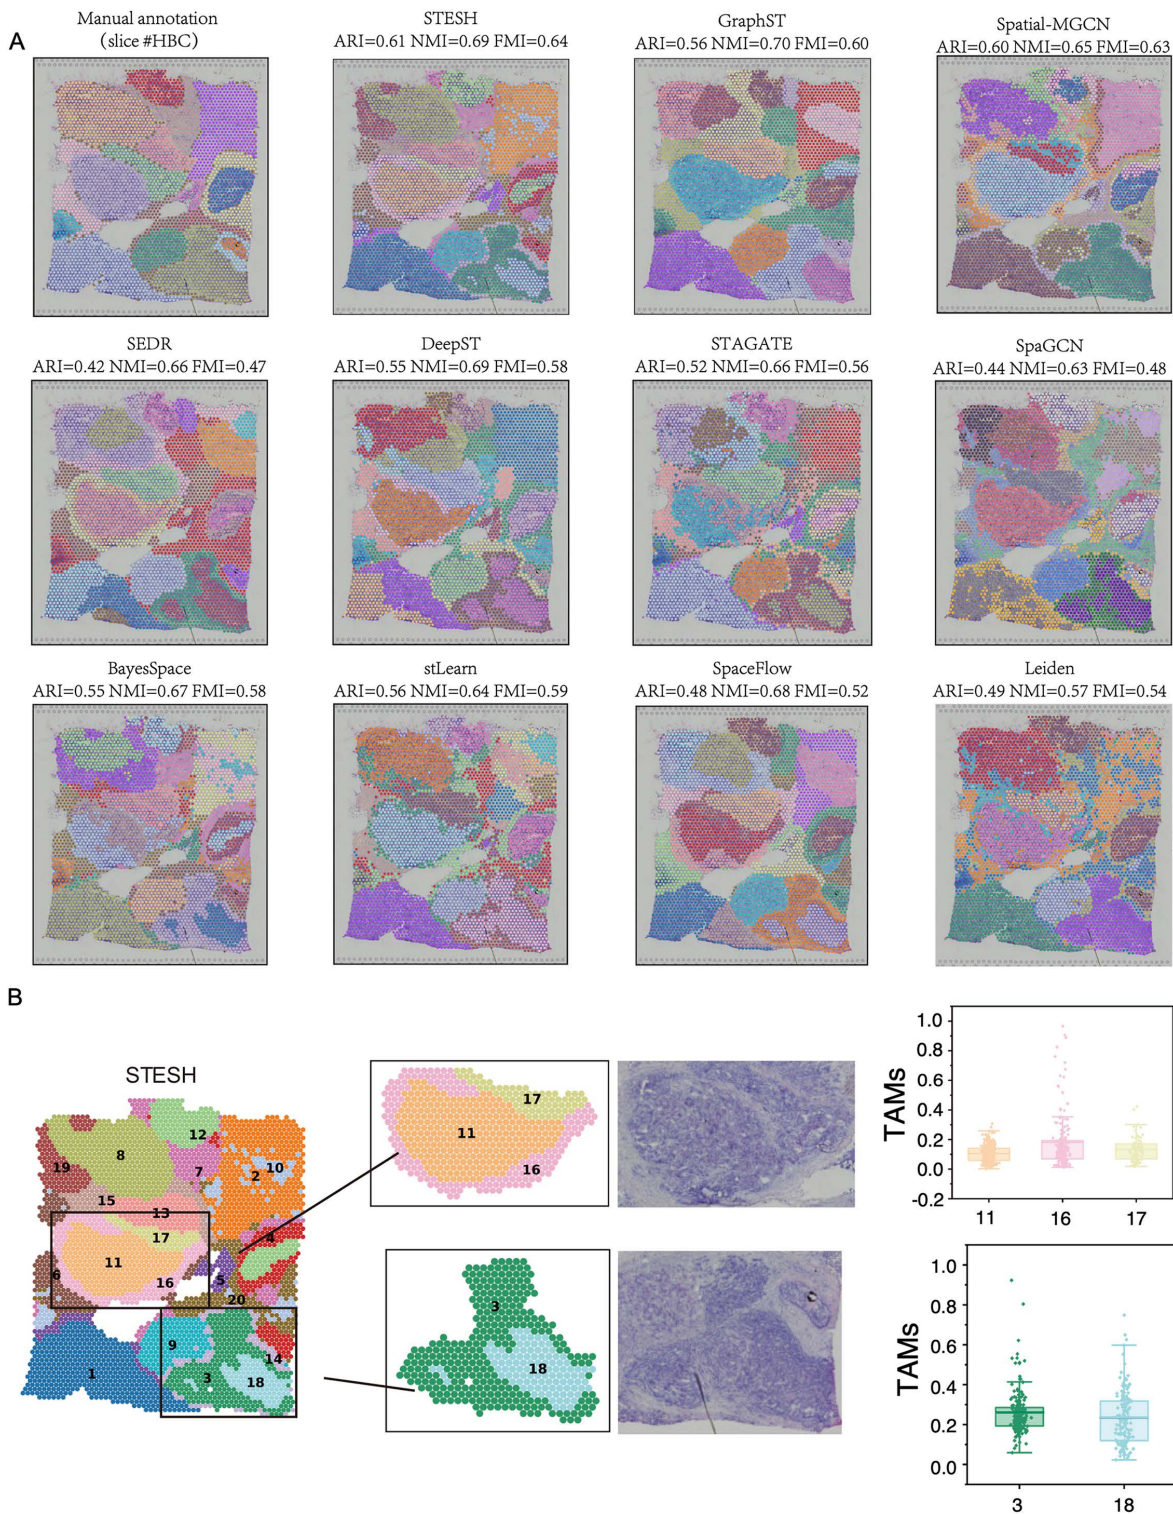 A
Manual annotation
(slice #HBC)
STESH
ARI=0.61 NMI=0.69 FMI=0.64
GraphST
ARI=0.56 NMI=0.70 FMI=0.60
Spatial-MGCN
ARI=0.60 NMI=0.65 FMI=0.63
SEDR
ARI=0.42 NMI=0.66 FMI=0.47
DeepST
ARI=0.55 NMI=0.69 FMI=0.58
STAGATE
ARI=0.52 NMI=0.66 FMI=0.56
SpaGCN
ARI=0.44 NMI=0.63 FMI=0.48
BayesSpace
ARI=0.55 NMI=0.67 FMI=0.58
stLearn
ARI=0.56 NMI=0.64 FMI=0.59
SpaceFlow
ARI=0.48 NMI=0.68 FMI=0.52
Leiden
ARI=0.49 NMI=0.57 FMI=0.54
B
STESH
12
8
19
7
2
10
15
13
17
4
11
6
16
5
20
9
14
1
3
18
17
11
16
3
18
TAMs
1.0
0.8
0.6
0.4
0.2
0.0
-0.2
11
16
17
TAMs
1.0
0.8
0.6
0.4
0.2
0.0
3
18